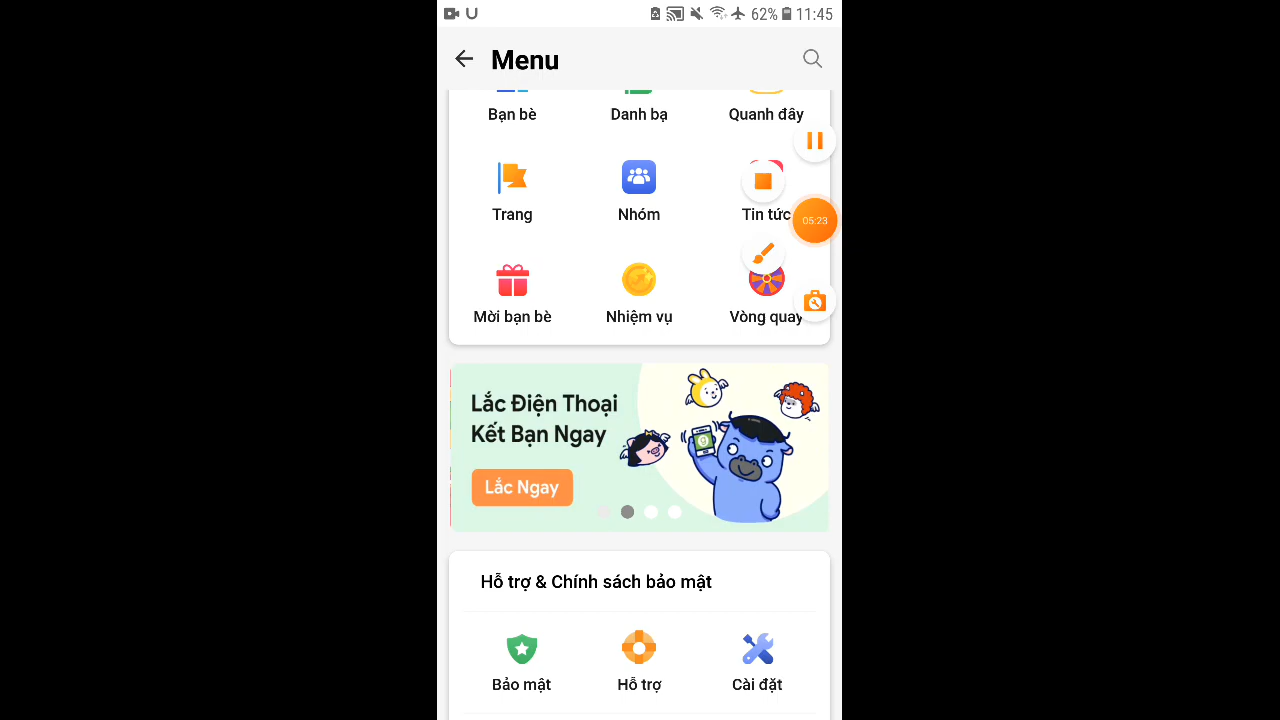 62% 11:45
Menu
Bạn bè Danh bạ Quanh đây
Trang Nhóm Tin tức
05:23
Mời bạn bè Nhiệm vụ Vòng quay
Lắc Điện Thoại
Kết Bạn Ngay
Lắc Ngay
Hỗ trợ & Chính sách bảo mật
Bảo mật Hỗ trợ Cài đặt